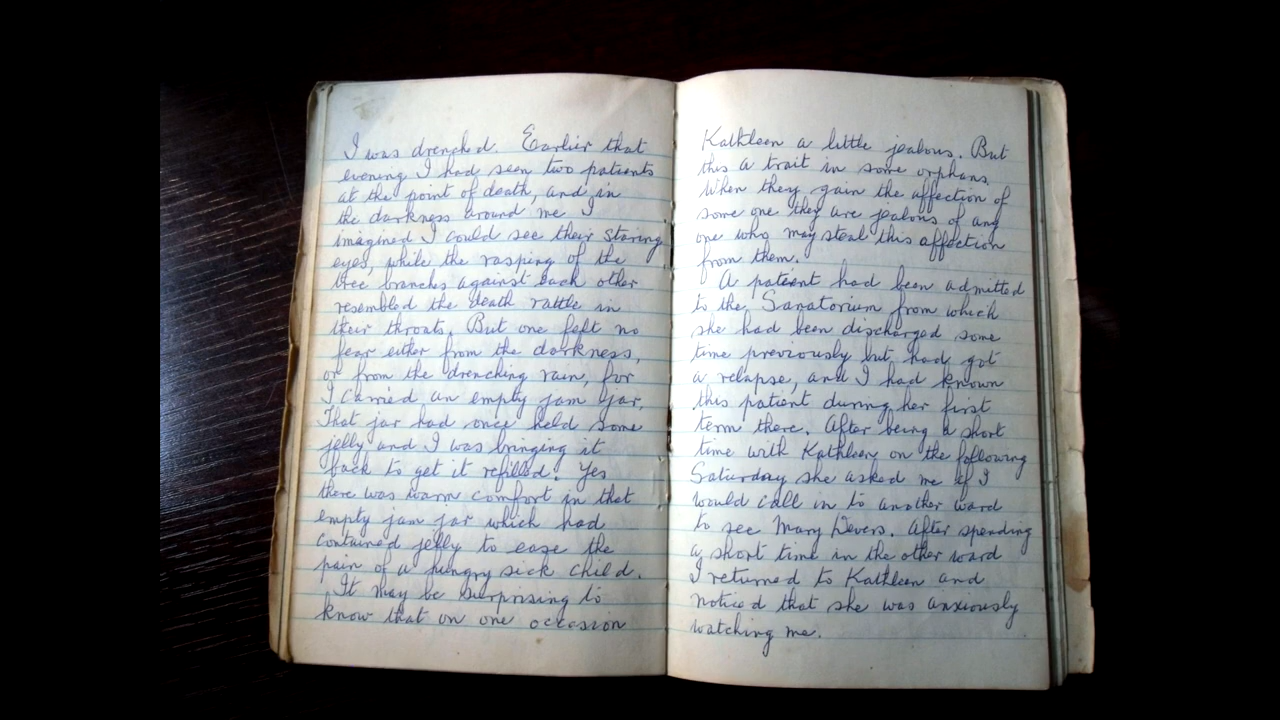 I was drenched. Earlier that
evening I had seen two patients
at the point of death, and in
the darkness around me I
imagined I could see their staring
eyes, while the rasping of the
tree branches against each other
resembled the death rattle in
their throats. But one felt no
fear either from the darkness,
or from the drenching rain, for
I carried an empty jam jar,
That jar had once held some
jelly and I was bringing it
back to get it refilled. Yes
there was warm comfort in that
empty jam jar which had
contained jelly to ease the
pain of a hungry sick child.
It may be surprising to
know that on one occasion
Kathleen a little jealous. But
this a trait in some orphans.
When they gain the affection of
some one they are jealous of any
one who may steal this affection
from them.
A patient had been admitted
to the Sanatorium from which
she had been discharged some
time previously but had got
a relapse, and I had known
this patient during her first
term there. After being a short
time with Kathleen on the following
Saturday she asked me if I
would call in to another ward
to see Mary Devers. After spending
a short time in the other ward
I returned to Kathleen and
noticed that she was anxiously
watching me.